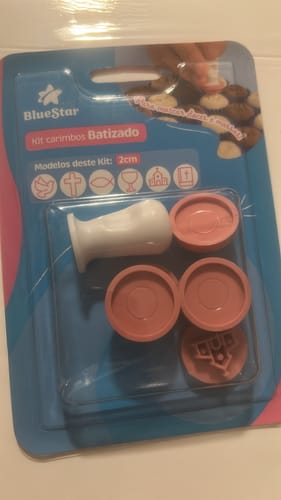 BlueStar
Kit carimbos Batizado
Modelos deste Kit: 2cm